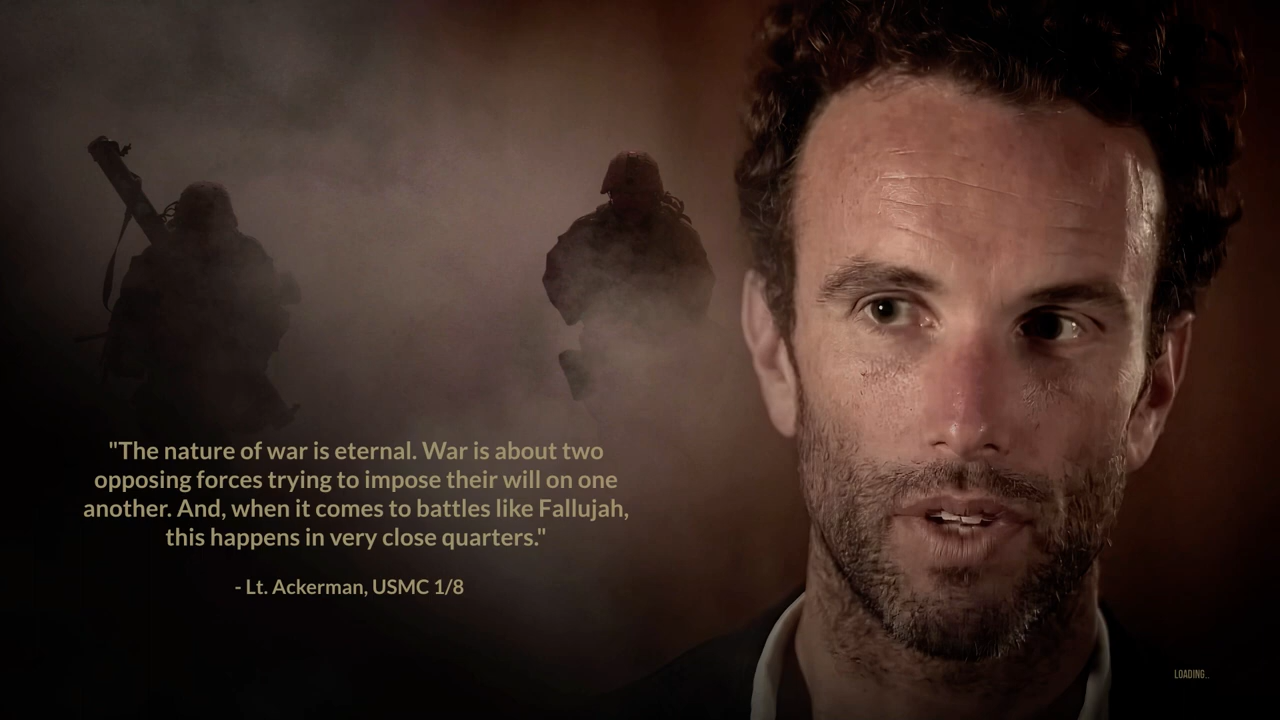 "The nature of war is eternal. War is about two
opposing forces trying to impose their will on one
another. And, when it comes to battles like Fallujah,
this happens in very close quarters."
- Lt. Ackerman, USMC 1/8
LOADING..